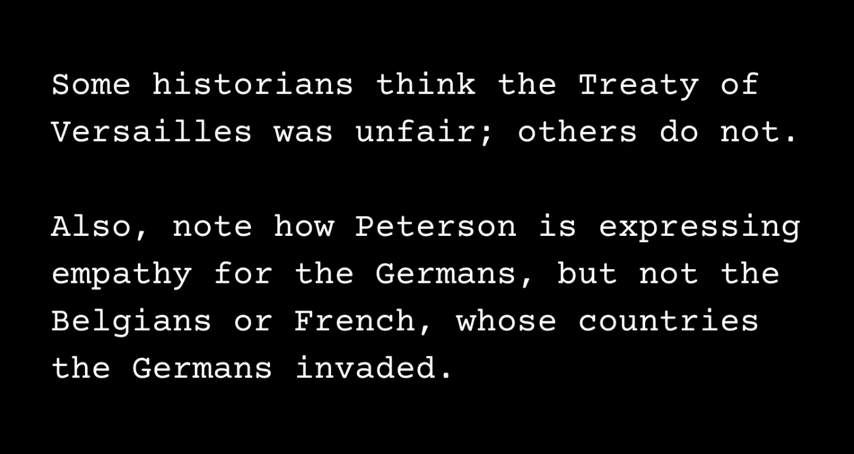 Some historians think the Treaty of
Versailles was unfair; others do not.
Also, note how Peterson is expressing
empathy for the Germans, but not the
Belgians or French, whose countries
the Germans invaded.